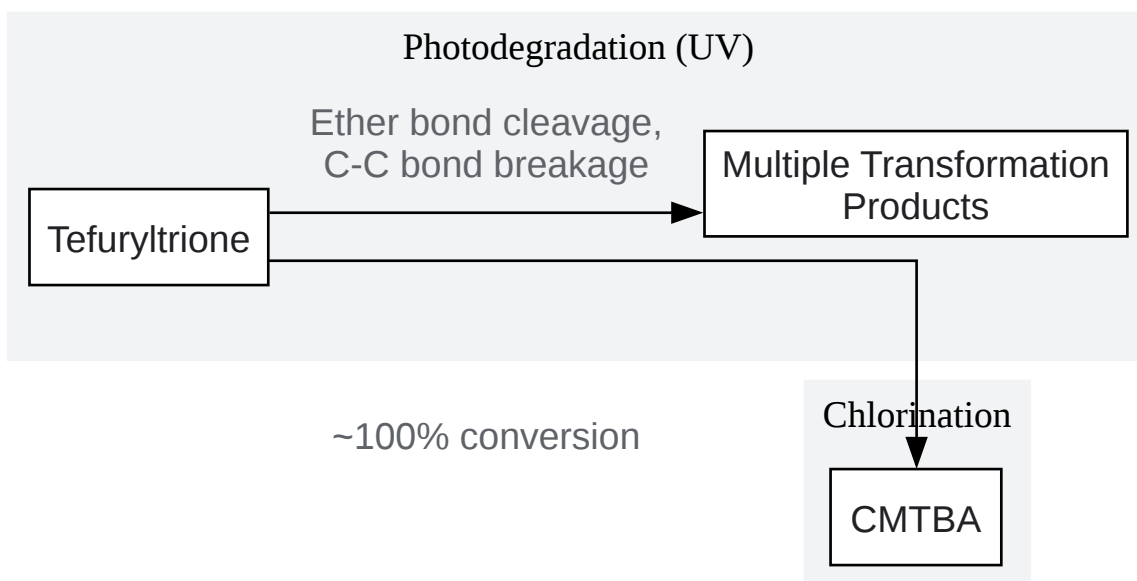 Photodegradation (UV)
Ether bond cleavage,
C-C bond breakage
Multiple Transformation
Products
Tefuryltrione
Chlorination
~100% conversion
CMTBA